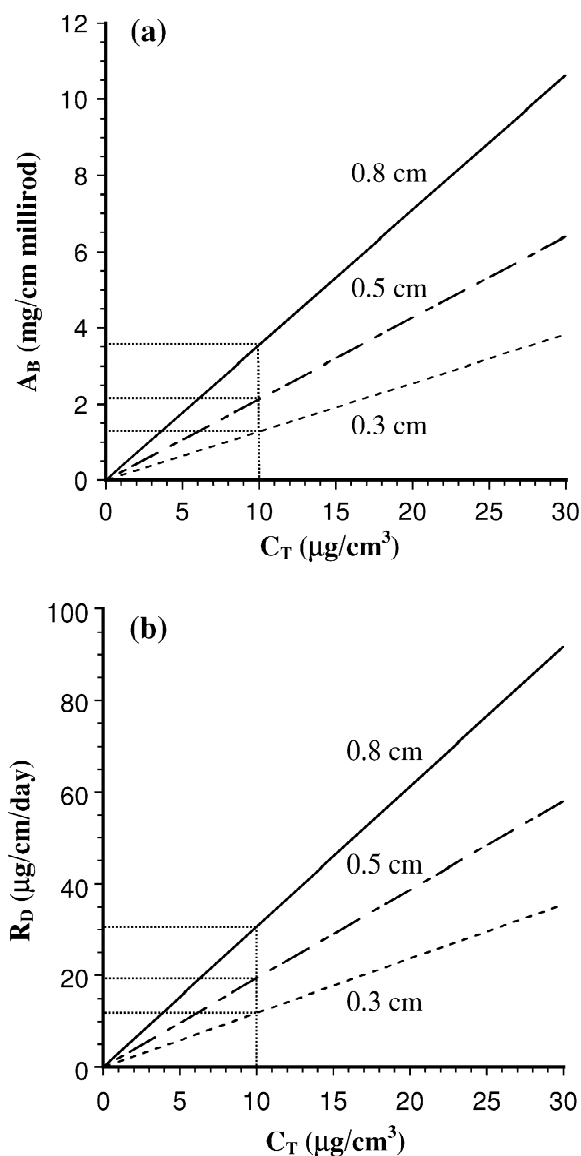 (a)
12
10
8
6
4
2
0
A_B (mg/cm millirod)
0.8 cm
0.5 cm
0.3 cm
0 5 10 15 20 25 30
C_T (μg/cm³)
(b)
100
80
60
40
20
0
R_D (μg/cm/day)
0.8 cm
0.5 cm
0.3 cm
0 5 10 15 20 25 30
C_T (μg/cm³)